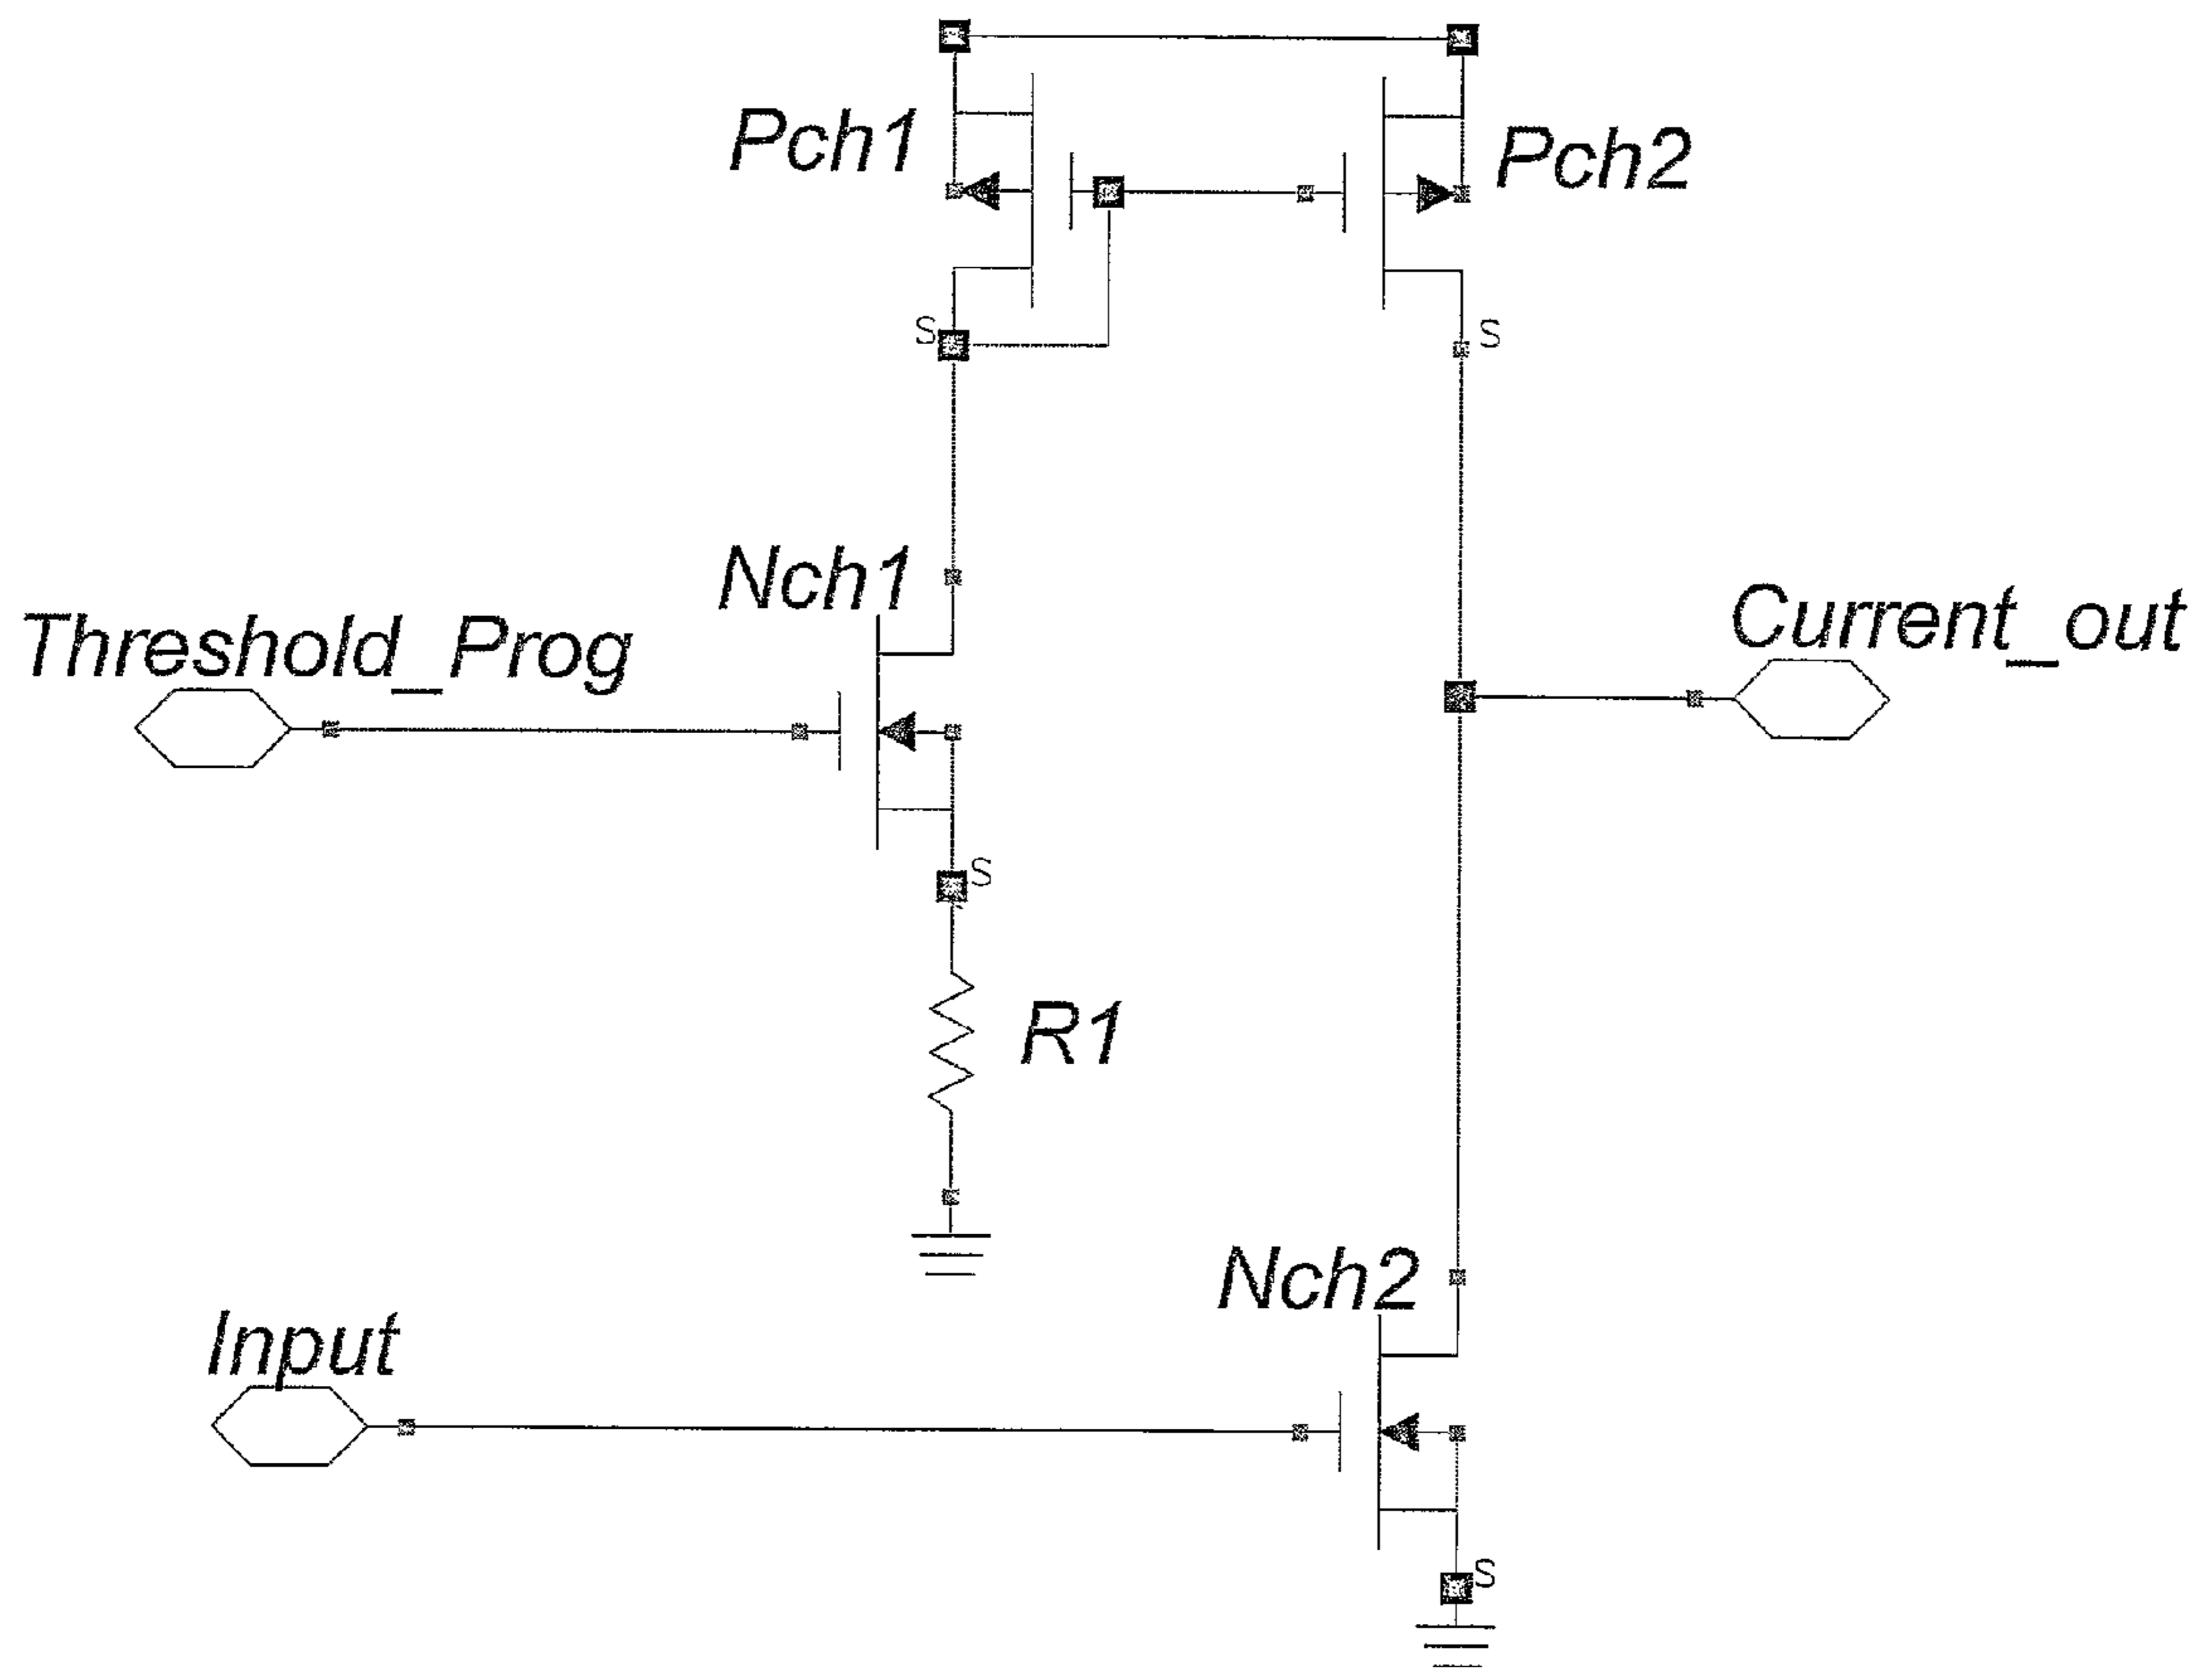 Pch1
Pch2
S
S
Nch1
Threshold_Prog
Current_out
S
R1
Nch2
Input
S